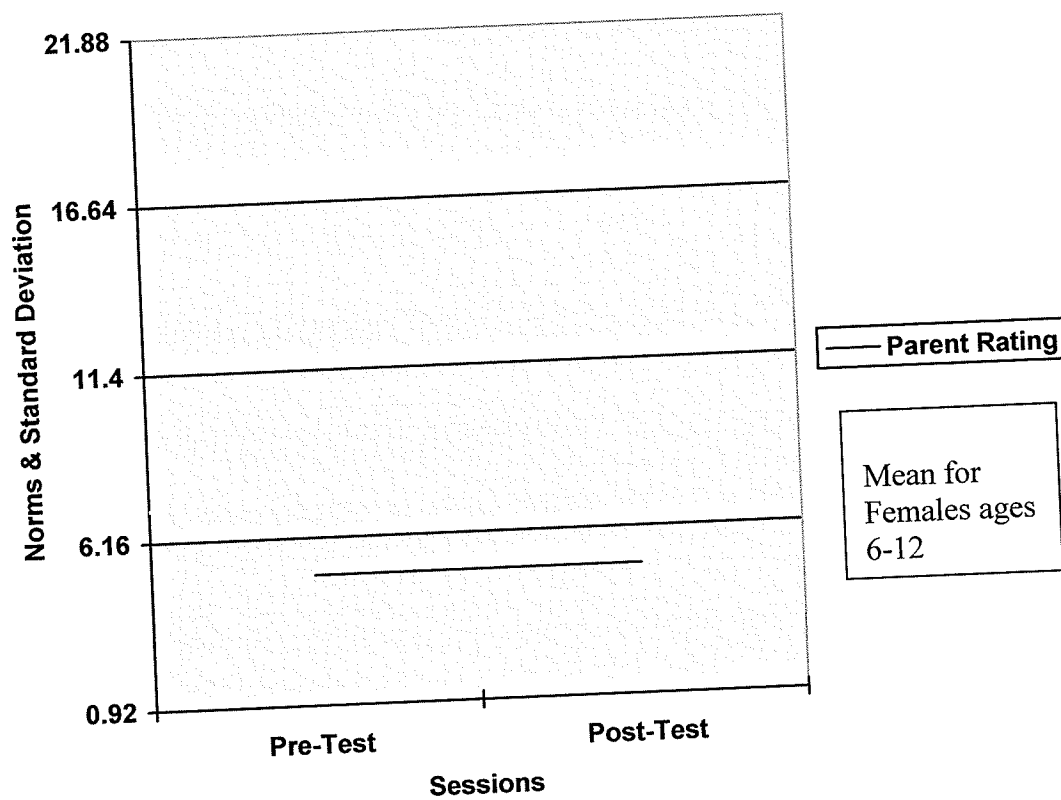 21.88
16.64
11.4
6.16
0.92
Norms & Standard Deviation
Pre-Test
Post-Test
Sessions
Parent Rating
Mean for
Females ages
6-12